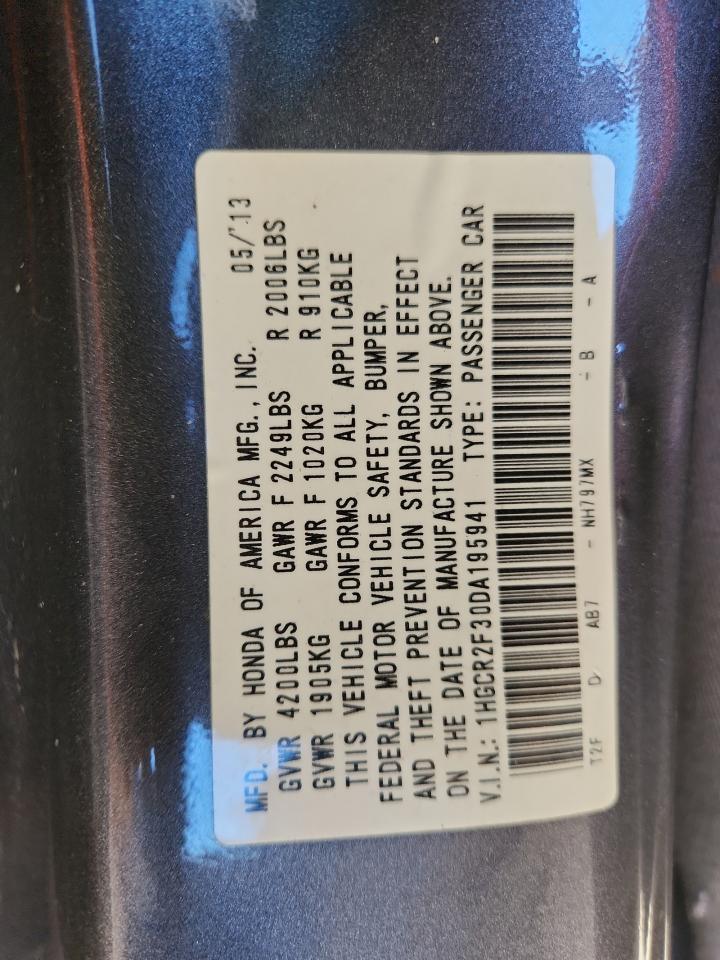 MFD. BY HONDA OF AMERICA MFG., INC. 05/'13
GVWR 4200LBS GAWR F 2249LBS R 2006LBS
GVWR 1905KG GAWR F 1020KG R 910KG
THIS VEHICLE CONFORMS TO ALL APPLICABLE
FEDERAL MOTOR VEHICLE SAFETY, BUMPER,
AND THEFT PREVENTION STANDARDS IN EFFECT
ON THE DATE OF MANUFACTURE SHOWN ABOVE.
V.I.N.: 1HGCR2F30DA195941 TYPE: PASSENGER CAR
T2F D AB7 - NH797MX - B - A